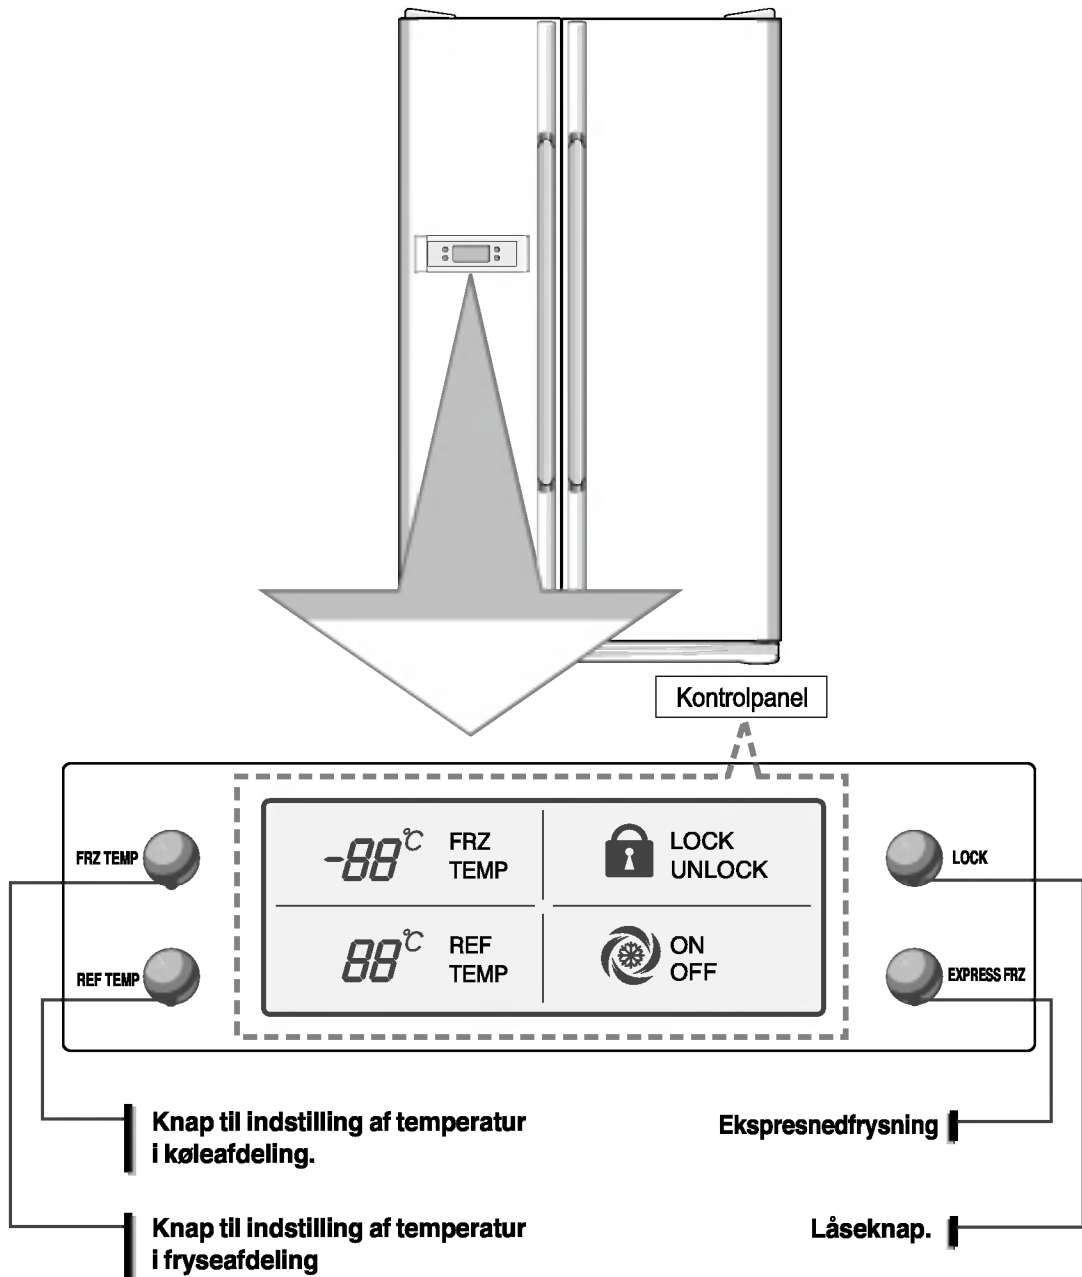 Kontrolpanel
FRZ TEMP
-88°C FRZ
TEMP
LOCK
UNLOCK
LOCK
REF TEMP
88°C REF
TEMP
ON
OFF
EXPRESS FRZ
Knap til indstilling af temperatur
i køleafdeling.
Ekspresnedfrysning
Knap til indstilling af temperatur
i fryseafdeling
Låseknap.